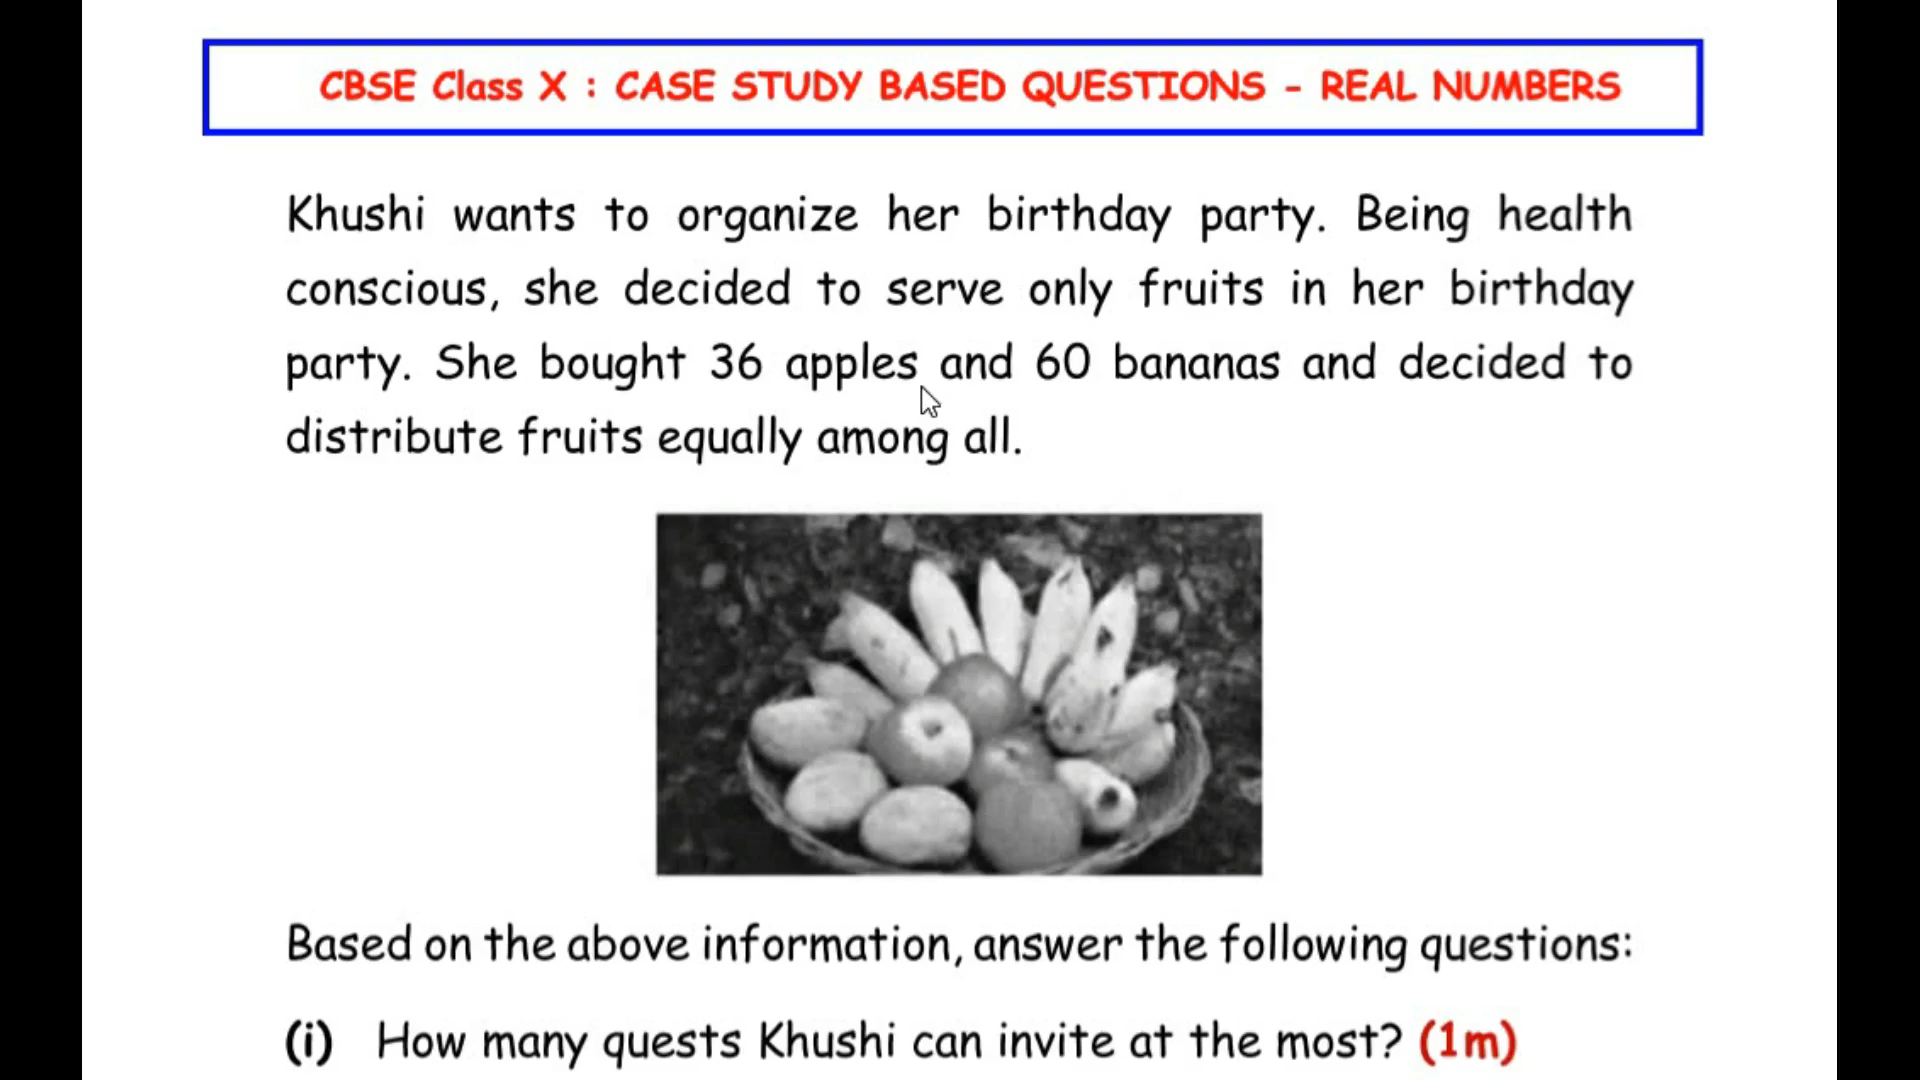 CBSE Class X : CASE STUDY BASED QUESTIONS - REAL NUMBERS
Khushi wants to organize her birthday party. Being health
conscious, she decided to serve only fruits in her birthday
party. She bought 36 apples and 60 bananas and decided to
distribute fruits equally among all.
Based on the above information, answer the following questions:
(i) How many quests Khushi can invite at the most? (1m)